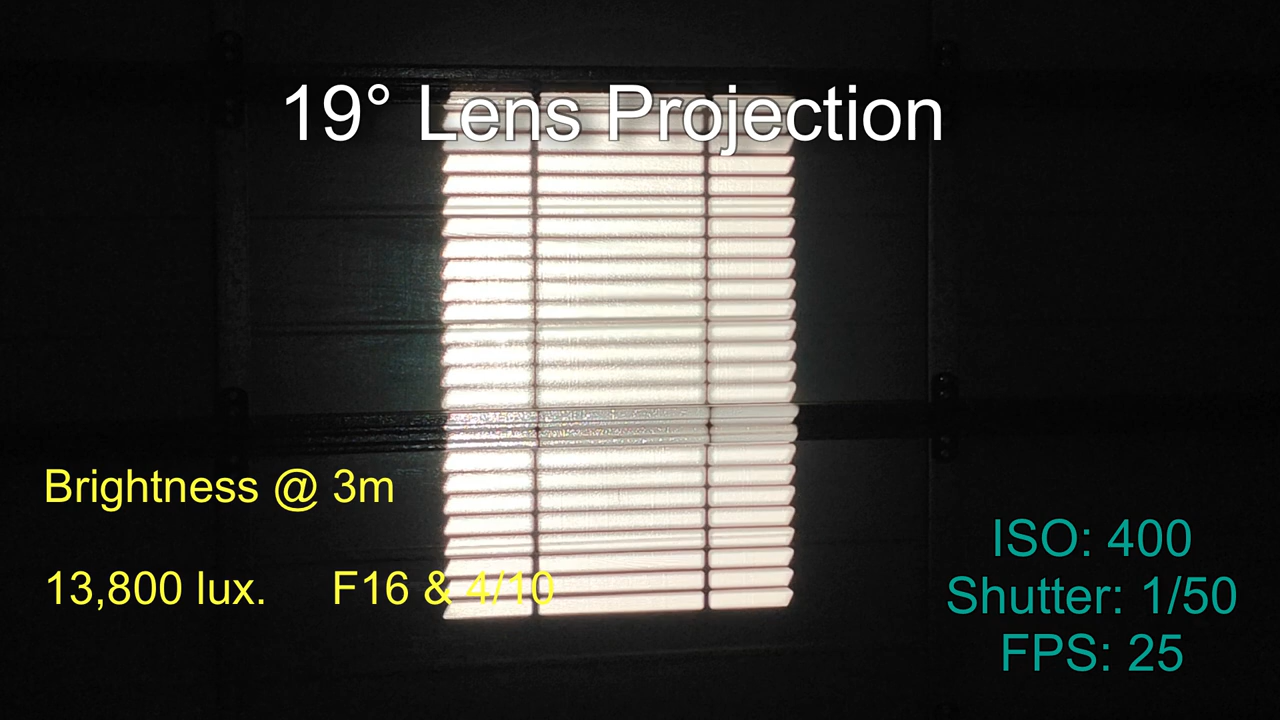 19° Lens Projection
Brightness @ 3m
13,800 lux. F16 & 4/10
ISO: 400
Shutter: 1/50
FPS: 25